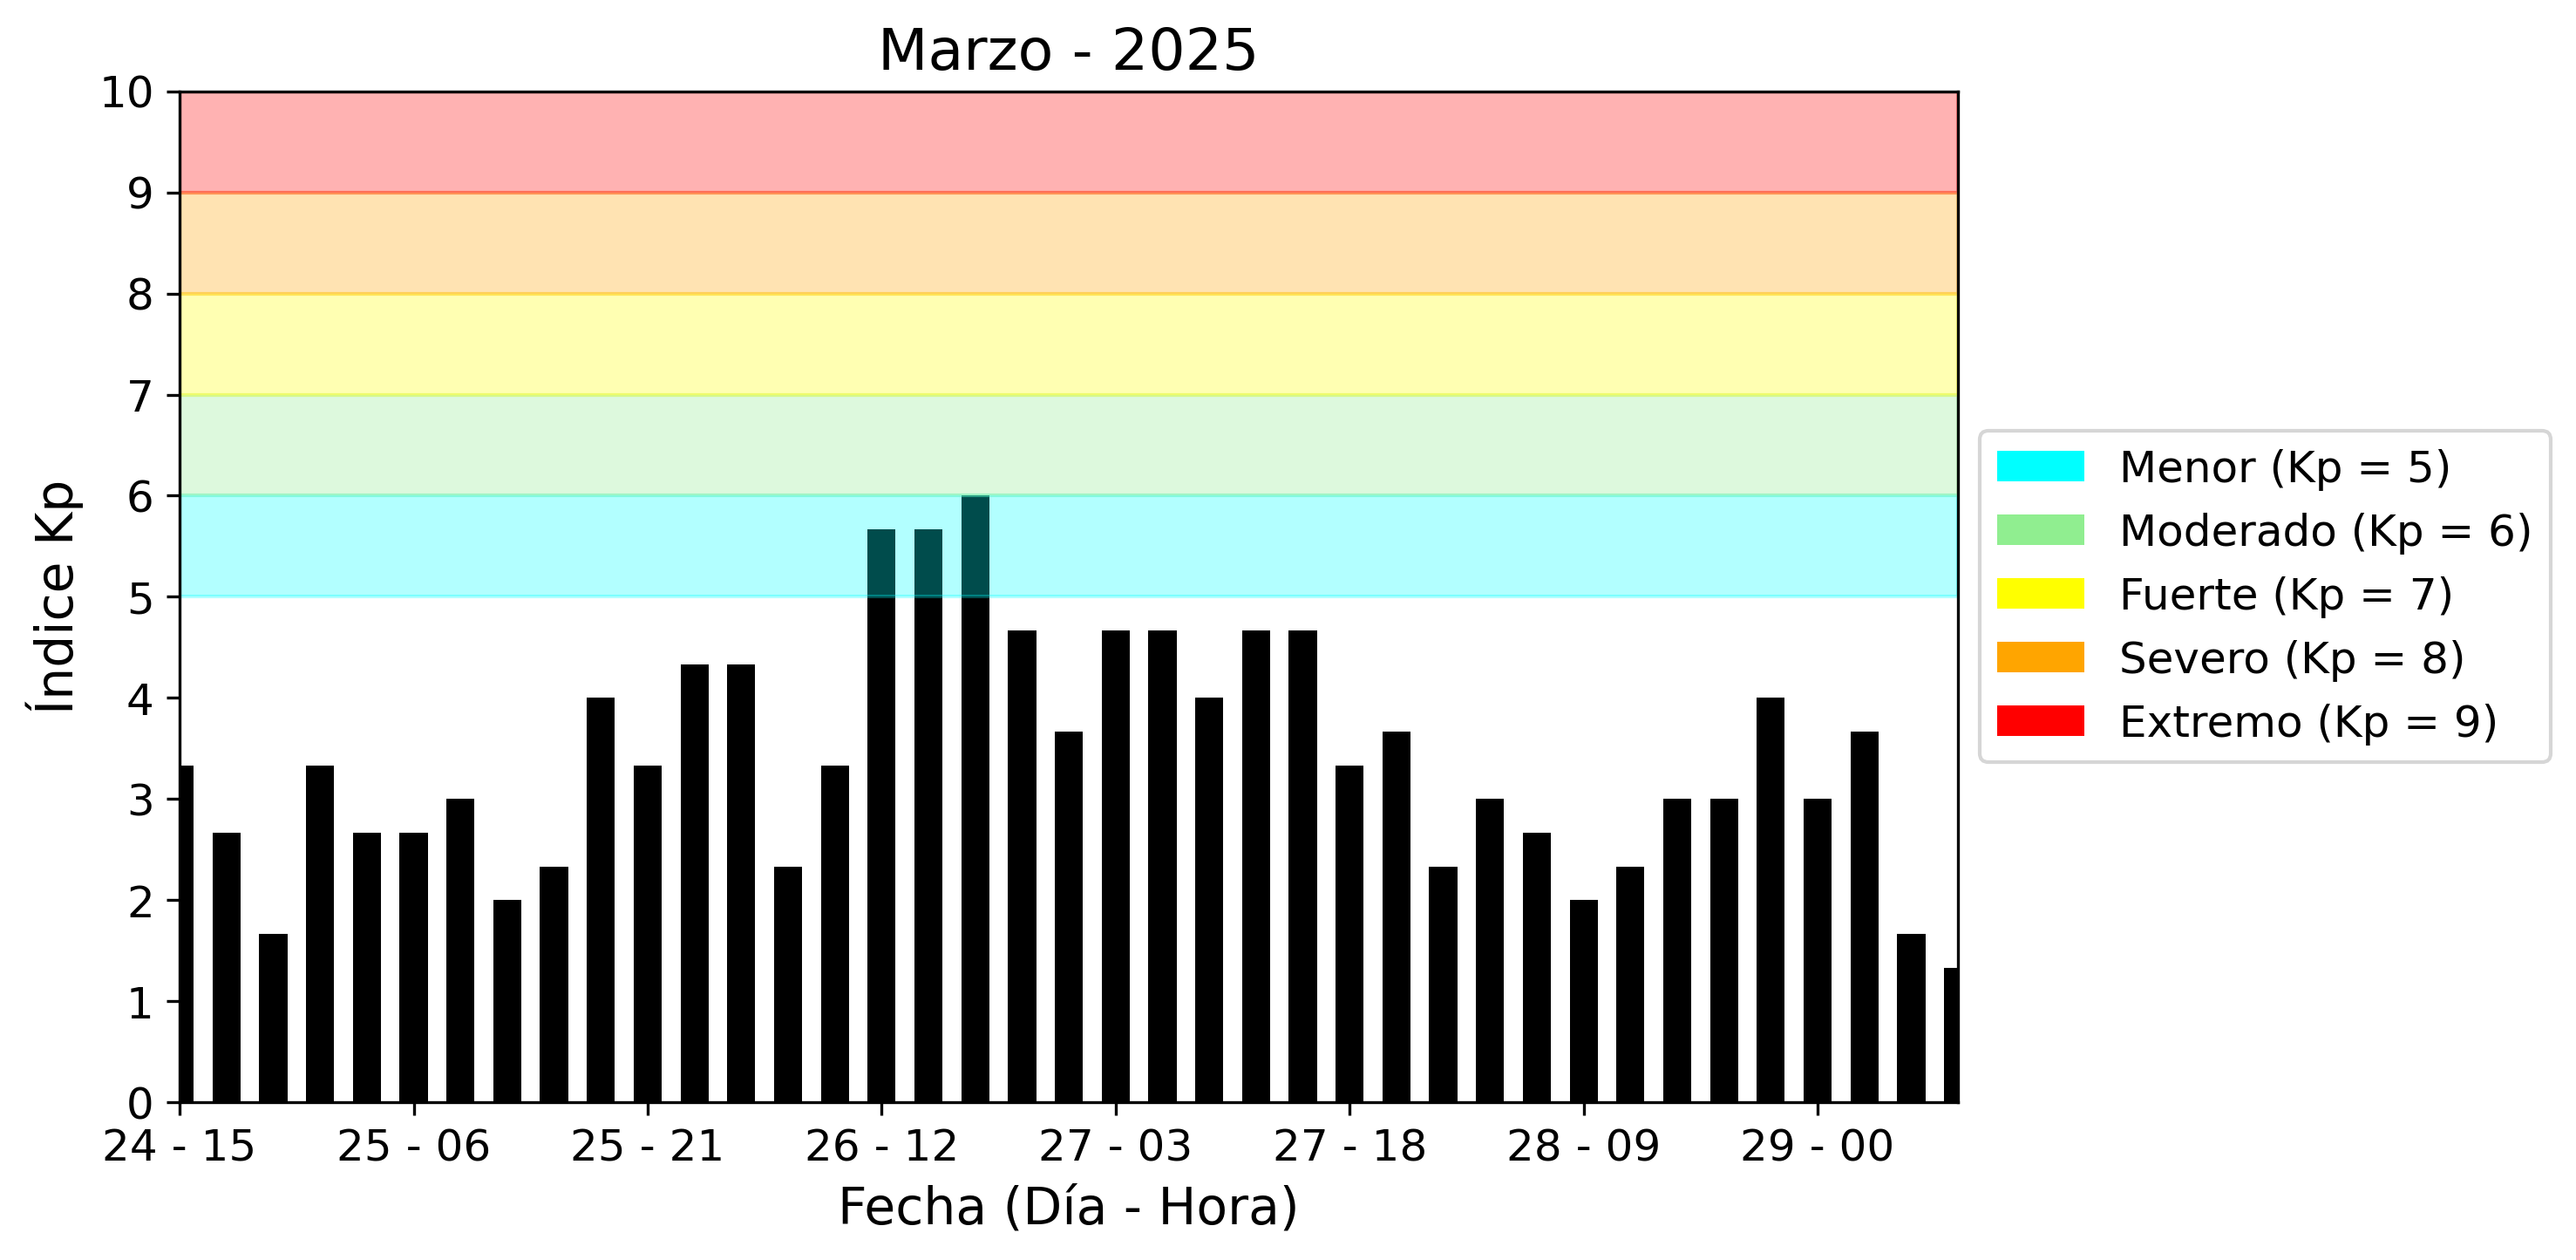 Marzo - 2025
10
9
8
7
6
5
4
3
2
1
0
Índice Kp
24 - 15
25 - 06
25 - 21
26 - 12
27 - 03
27 - 18
28 - 09
29 - 00
Fecha (Día - Hora)
Menor (Kp = 5)
Moderado (Kp = 6)
Fuerte (Kp = 7)
Severo (Kp = 8)
Extremo (Kp = 9)